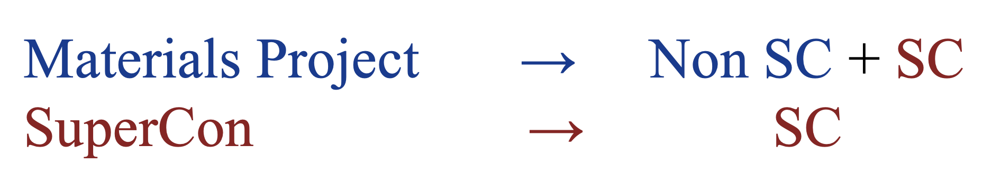 Materials Project → Non SC + SC
SuperCon → SC